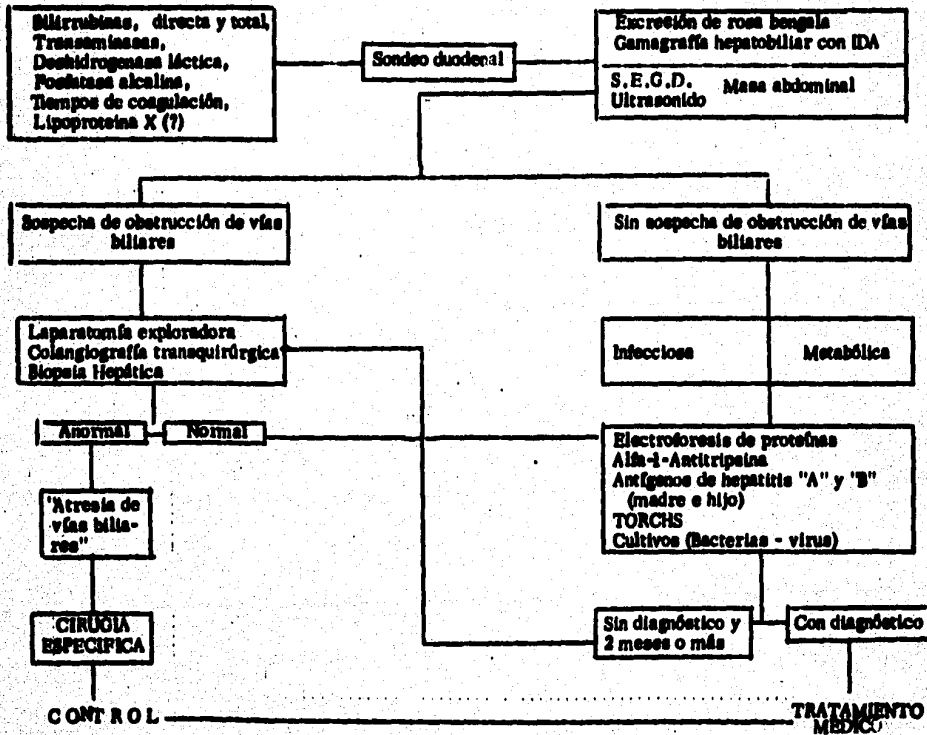 Bilirrubinas, directa y total,
Transaminasas,
Deshidrogenasa láctica,
Fosfatasa alcalina,
Tiempos de coagulación,
Lipoproteína X (?)
Sondeo duodenal
Excreción de rosa bengala
Gamagrafía hepatobiliar con IDA
S.E.G.D.
Ultrasonido
Masa abdominal
Sospecha de obstrucción de vías
biliares
Sin sospecha de obstrucción de vías
biliares
Laparatomía exploradora
Colangiografía transquirúrgica
Biopsia Hepática
Infecciosa
Metabólica
Anormal
Normal
Electroforesis de proteínas
Alfa-1-Antitripsina
Antígenos de hepatitis "A" y "B"
(madre e hijo)
TORCHS
Cultivos (Bacterias - virus)
"Atresia de
vías bilia-
res"
CIRUGIA
ESPECIFICA
Sin diagnóstico y
2 meses o más
Con diagnóstico
CONTROL
TRATAMIENTO
MEDICO